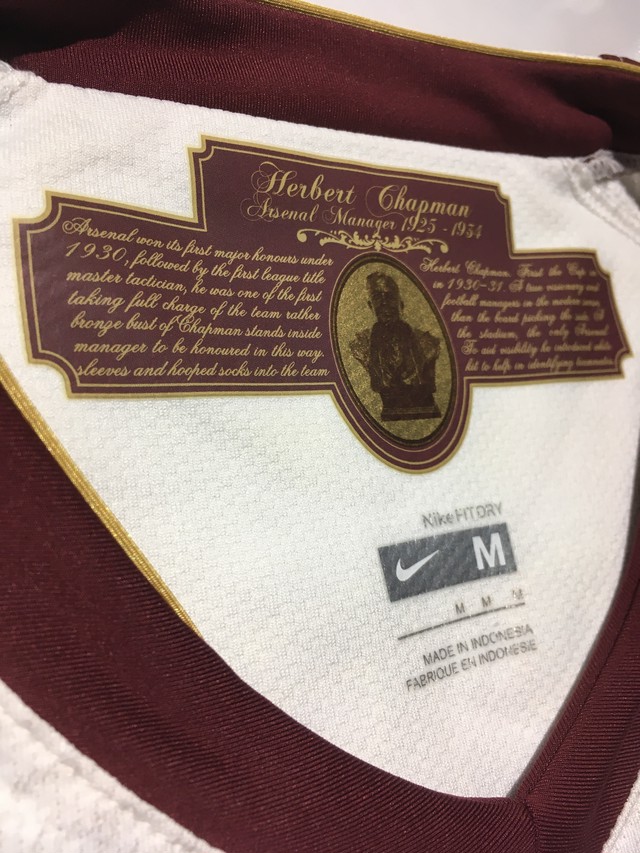 Herbert Chapman
Arsenal Manager 1925 - 1934
Arsenal won its first major honours under
1930, followed by the first league title
master tactician, he was one of the first
taking full charge of the team rather
bronze bust of Chapman stands inside
manager to be honoured in this way.
sleeves and hooped socks into the team
Herbert Chapman. First the Cup in
in 1930-31. A true visionary and
football managers in the modern sense,
than the board picking the side. A
the stadium, the only Arsenal
To aid visibility he introduced white
kit to help in identifying teammates
Nike FIT DRY
M
M M M
MADE IN INDONESIA
FABRIQUE EN INDONESIE